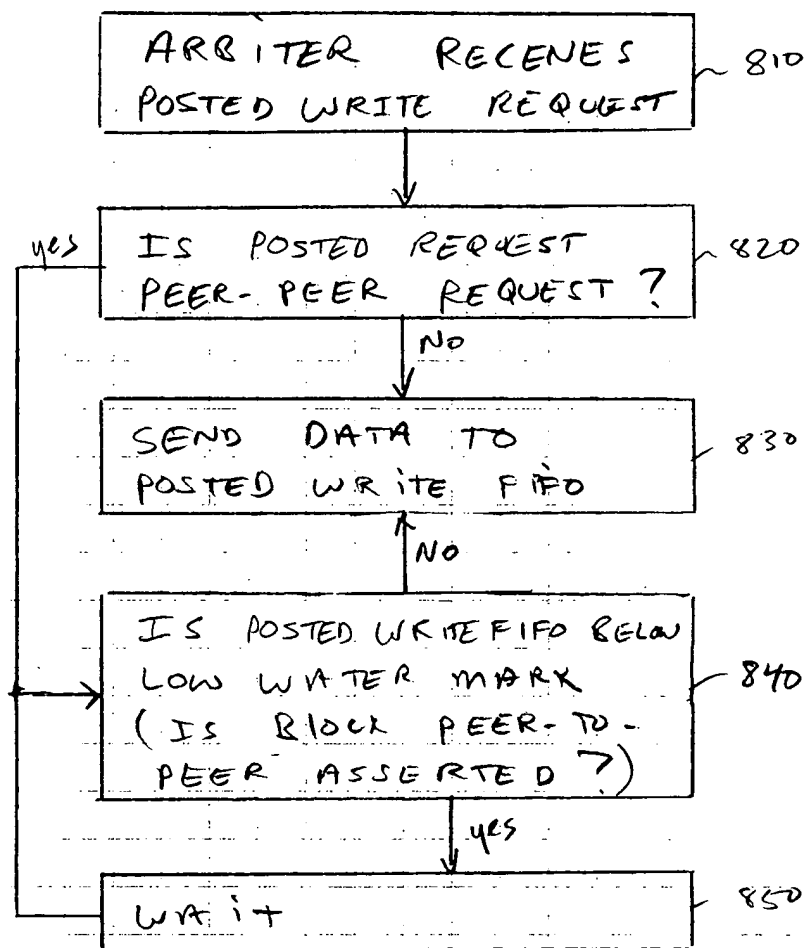 ARBITER RECEIVES 810
POSTED WRITE REQUEST
yes IS POSTED REQUEST 820
PEER-PEER REQUEST?
NO
SEND DATA TO 830
POSTED WRITE FIFO
NO
IS POSTED WRITE FIFO BELOW
LOW WATER MARK 840
(IS BLOCK PEER-TO-
PEER ASSERTED?)
yes
WAit 850